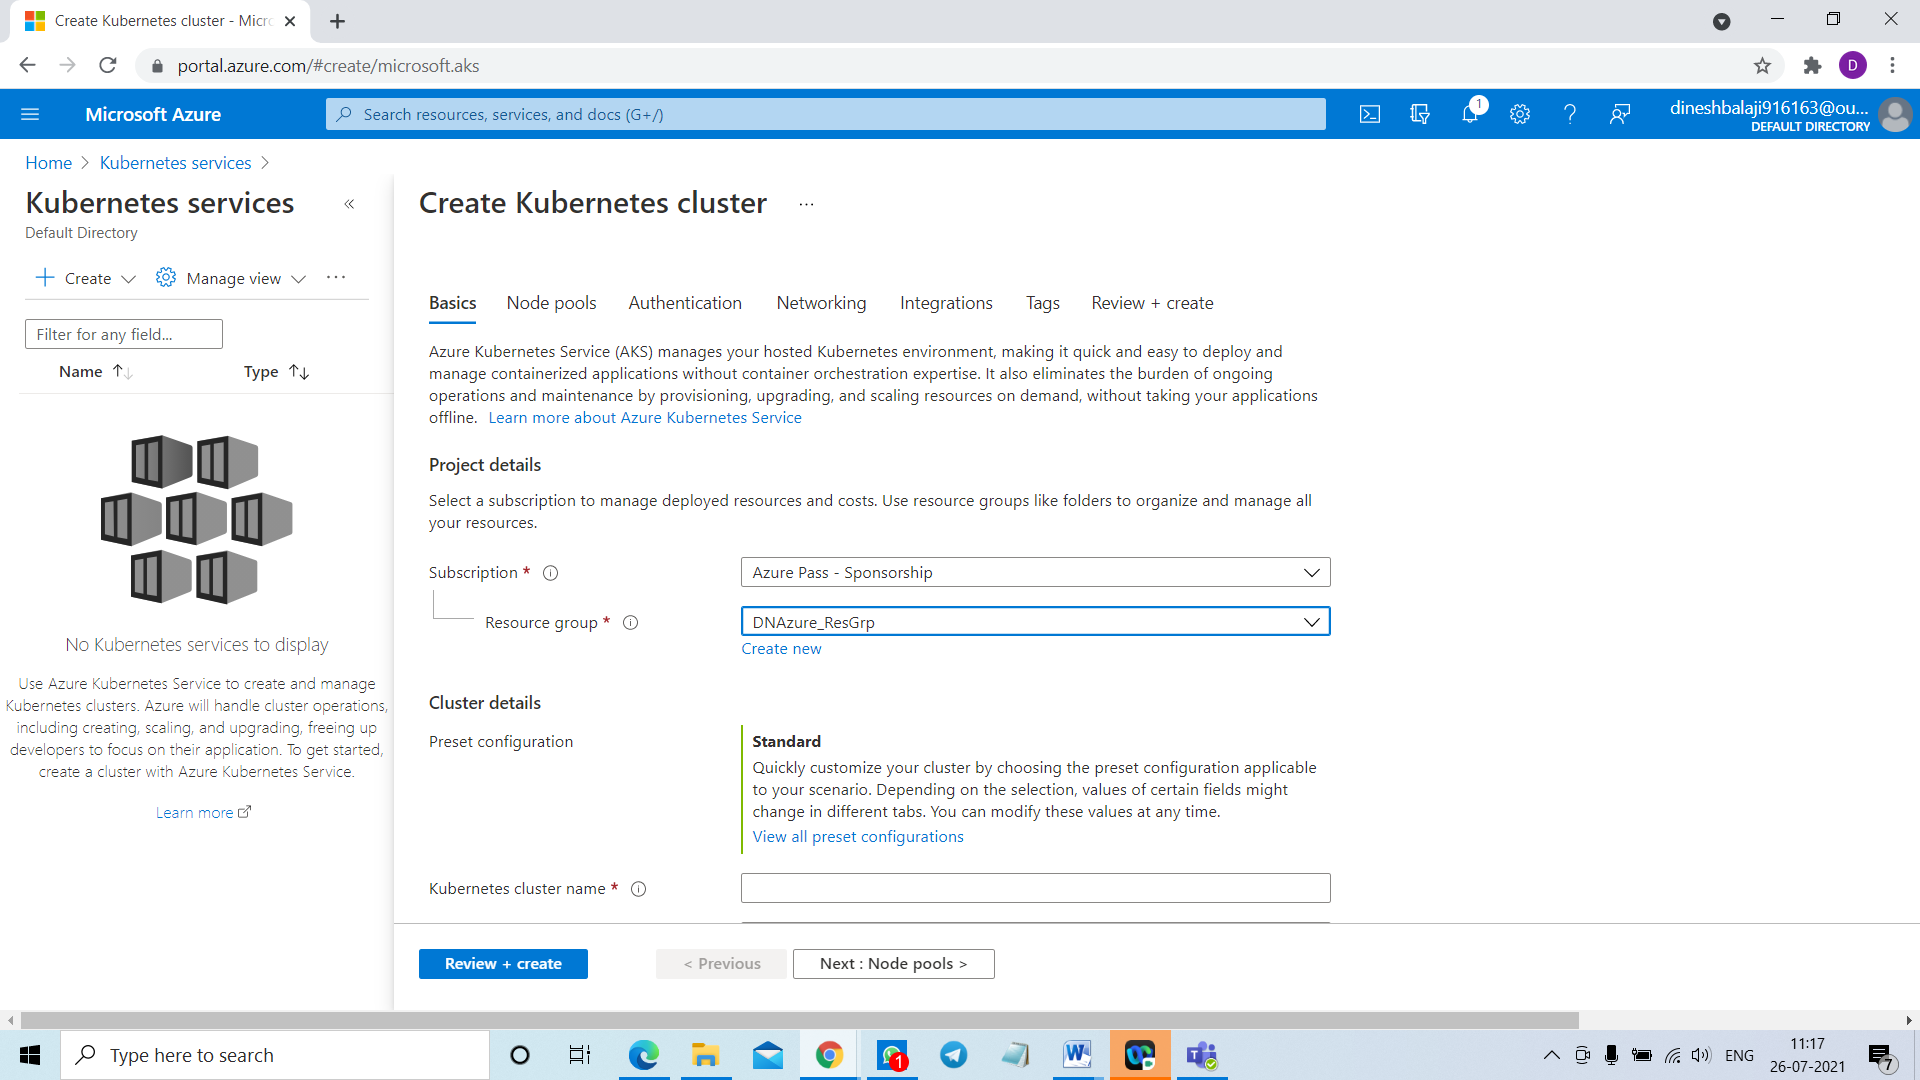 Create Kubernetes cluster - Micro
portal.azure.com/#create/microsoft.aks
D
Microsoft Azure
Search resources, services, and docs (G+/)
1
dineshbalaji916163@ou...
DEFAULT DIRECTORY
Home > Kubernetes services >
Kubernetes services
«
Default Directory
Create
Manage view
...
Filter for any field...
Name
Type
No Kubernetes services to display
Use Azure Kubernetes Service to create and manage
Kubernetes clusters. Azure will handle cluster operations,
including creating, scaling, and upgrading, freeing up
developers to focus on their application. To get started,
create a cluster with Azure Kubernetes Service.
Learn more
Create Kubernetes cluster
...
Basics Node pools Authentication Networking Integrations Tags Review + create
Azure Kubernetes Service (AKS) manages your hosted Kubernetes environment, making it quick and easy to deploy and
manage containerized applications without container orchestration expertise. It also eliminates the burden of ongoing
operations and maintenance by provisioning, upgrading, and scaling resources on demand, without taking your applications
offline. Learn more about Azure Kubernetes Service
Project details
Select a subscription to manage deployed resources and costs. Use resource groups like folders to organize and manage all
your resources.
Subscription *
Azure Pass - Sponsorship
Resource group *
DNAzure_ResGrp
Create new
Cluster details
Preset configuration
Standard
Quickly customize your cluster by choosing the preset configuration applicable
to your scenario. Depending on the selection, values of certain fields might
change in different tabs. You can modify these values at any time.
View all preset configurations
Kubernetes cluster name *
Review + create
< Previous
Next : Node pools >
Type here to search
1
ENG
11:17
26-07-2021
7